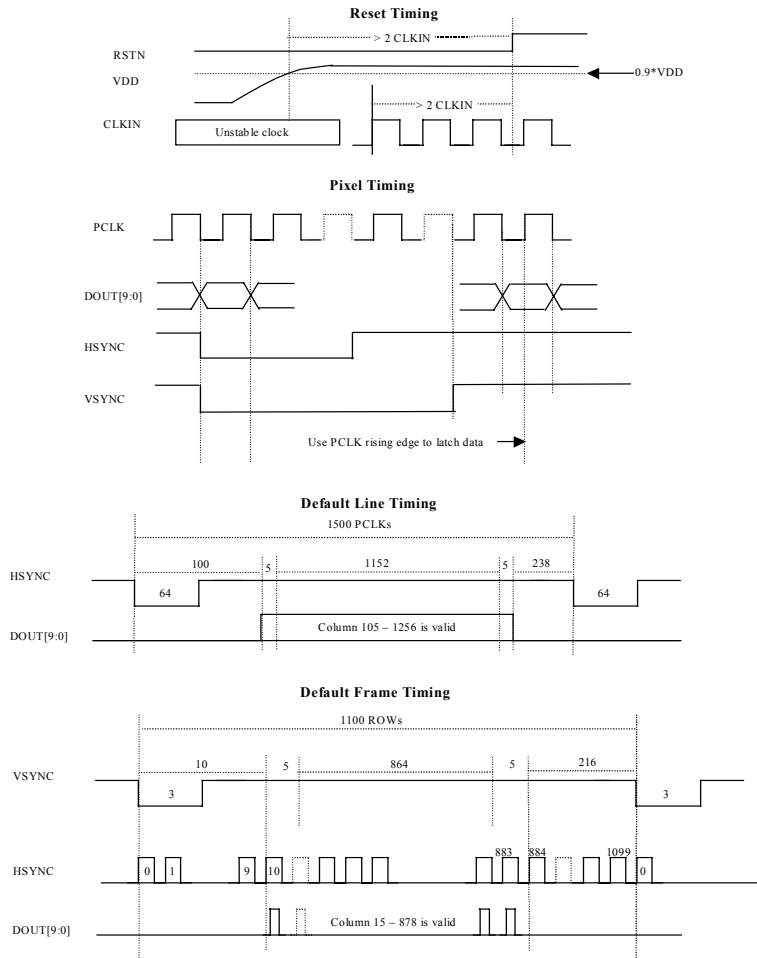 Reset Timing
> 2 CLKIN
RSTN
VDD
0.9*VDD
> 2 CLKIN
CLKIN
Unstable clock
Pixel Timing
PCLK
DOUT[9:0]
HSYNC
VSYNC
Use PCLK rising edge to latch data
Default Line Timing
1500 PCLKs
100 5 1152 5 238
HSYNC
64 64
DOUT[9:0]
Column 105 – 1256 is valid
Default Frame Timing
1100 ROWs
10 5 864 5 216
VSYNC
3 3
883 884 1099
HSYNC
0 1 9 10 0
DOUT[9:0]
Column 15 – 878 is valid